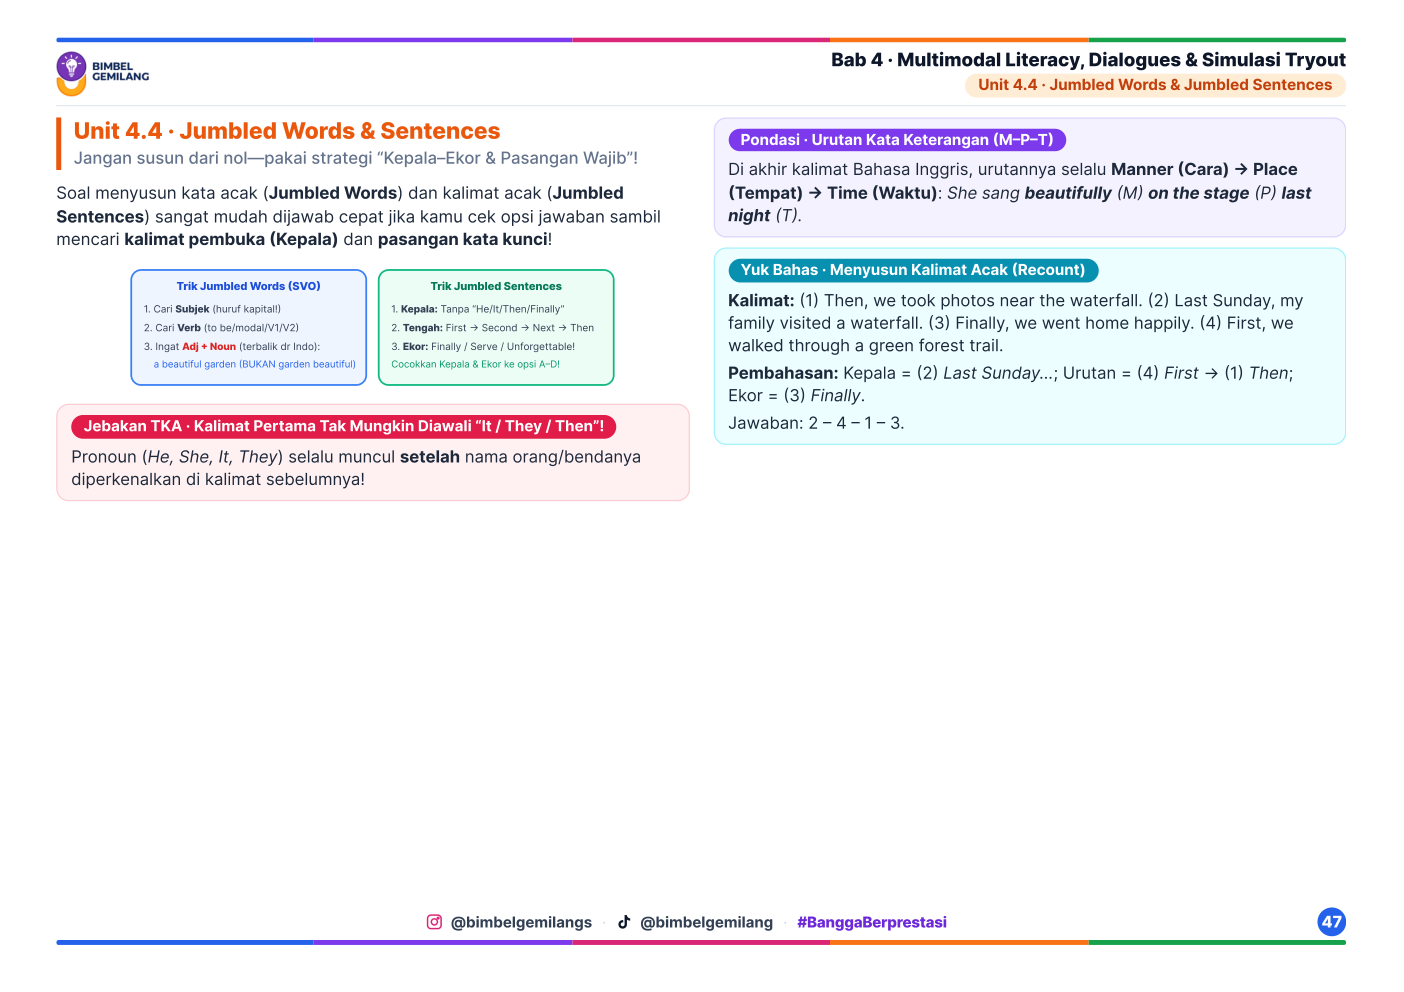 BIMBEL
GEMILANG
Bab 4 · Multimodal Literacy, Dialogues & Simulasi Tryout
Unit 4.4 · Jumbled Words & Jumbled Sentences
Unit 4.4 · Jumbled Words & Sentences
Jangan susun dari nol—pakai strategi “Kepala–Ekor & Pasangan Wajib”!
Soal menyusun kata acak (Jumbled Words) dan kalimat acak (Jumbled
Sentences) sangat mudah dijawab cepat jika kamu cek opsi jawaban sambil
mencari kalimat pembuka (Kepala) dan pasangan kata kunci!
Trik Jumbled Words (SVO)
1. Cari Subjek (huruf kapital!)
2. Cari Verb (to be/modal/V1/V2)
3. Ingat Adj + Noun (terbalik dr Indo):
a beautiful garden (BUKAN garden beautiful)
Trik Jumbled Sentences
1. Kepala: Tanpa “He/It/Then/Finally”
2. Tengah: First → Second → Next → Then
3. Ekor: Finally / Serve / Unforgettable!
Cocokkan Kepala & Ekor ke opsi A–D!
Jebakan TKA · Kalimat Pertama Tak Mungkin Diawali “It / They / Then”!
Pronoun (He, She, It, They) selalu muncul setelah nama orang/bendanya
diperkenalkan di kalimat sebelumnya!
Pondasi · Urutan Kata Keterangan (M–P–T)
Di akhir kalimat Bahasa Inggris, urutannya selalu Manner (Cara) → Place
(Tempat) → Time (Waktu): She sang beautifully (M) on the stage (P) last
night (T).
Yuk Bahas · Menyusun Kalimat Acak (Recount)
Kalimat: (1) Then, we took photos near the waterfall. (2) Last Sunday, my
family visited a waterfall. (3) Finally, we went home happily. (4) First, we
walked through a green forest trail.
Pembahasan: Kepala = (2) Last Sunday...; Urutan = (4) First → (1) Then;
Ekor = (3) Finally.
Jawaban: 2 – 4 – 1 – 3.
@bimbelgemilangs · @bimbelgemilang · #BanggaBerprestasi
47